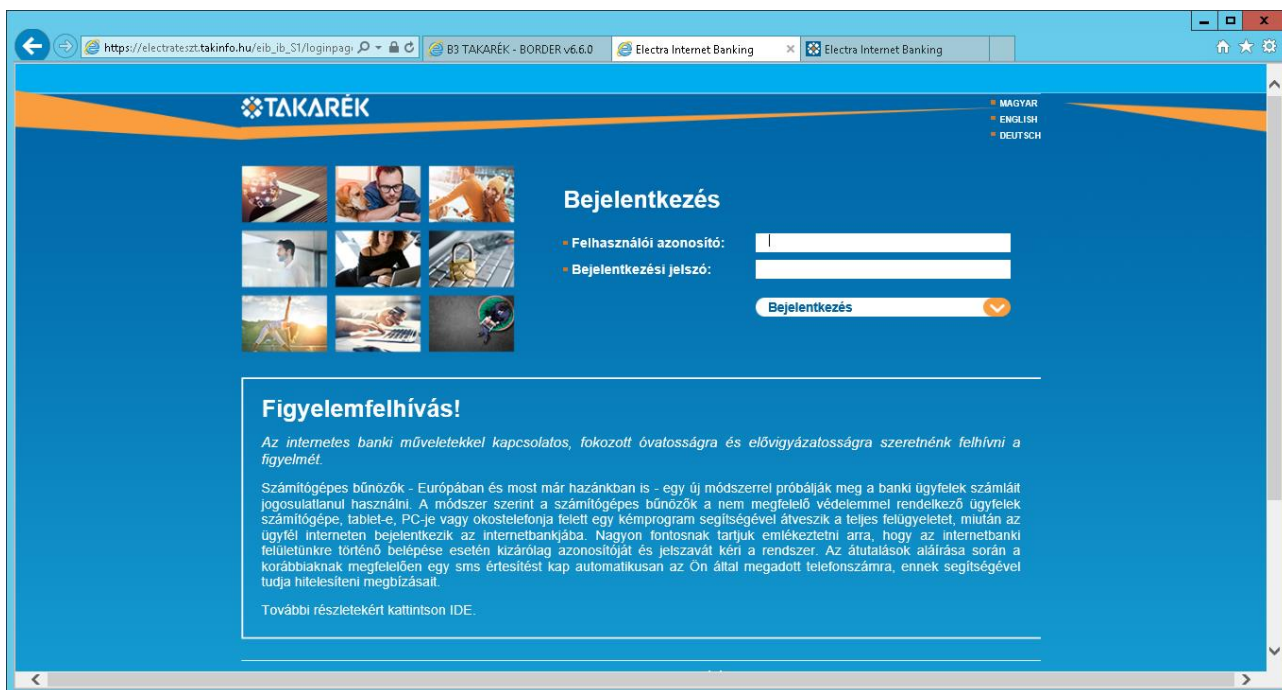 https://electrateszt.takinfo.hu/eib_ib_S1/loginpag
B3 TAKARÉK - BORDER v6.6.0
Electra Internet Banking
Electra Internet Banking
TAKARÉK
MAGYAR
ENGLISH
DEUTSCH
Bejelentkezés
Felhasználói azonosító:
Bejelentkezési jelszó:
Bejelentkezés
Figyelemfelhívás!
Az internetes banki műveletekkel kapcsolatos, fokozott óvatosságra és elővigyázatosságra szeretnénk felhívni a
figyelmét.
Számítógépes bűnözők - Európában és most már hazánkban is - egy új módszerrel próbálják meg a banki ügyfelek számláit
jogosulatlanul használni. A módszer szerint a számítógépes bűnözők a nem megfelelő védelemmel rendelkező ügyfelek
számítógépe, tablet-e, PC-je vagy okostelefonja felett egy kémprogram segítségével átveszik a teljes felügyeletet, miután az
ügyfél interneten bejelentkezik az internetbankjába. Nagyon fontosnak tartjuk emlékeztetni arra, hogy az internetbanki
felületünkre történő belépése esetén kizárólag azonosítóját és jelszavát kéri a rendszer. Az átutalások aláírása során a
korábbiaknak megfelelően egy sms értesítést kap automatikusan az Ön által megadott telefonszámra, ennek segítségével
tudja hitelesíteni megbízásait.
További részletekért kattintson IDE.